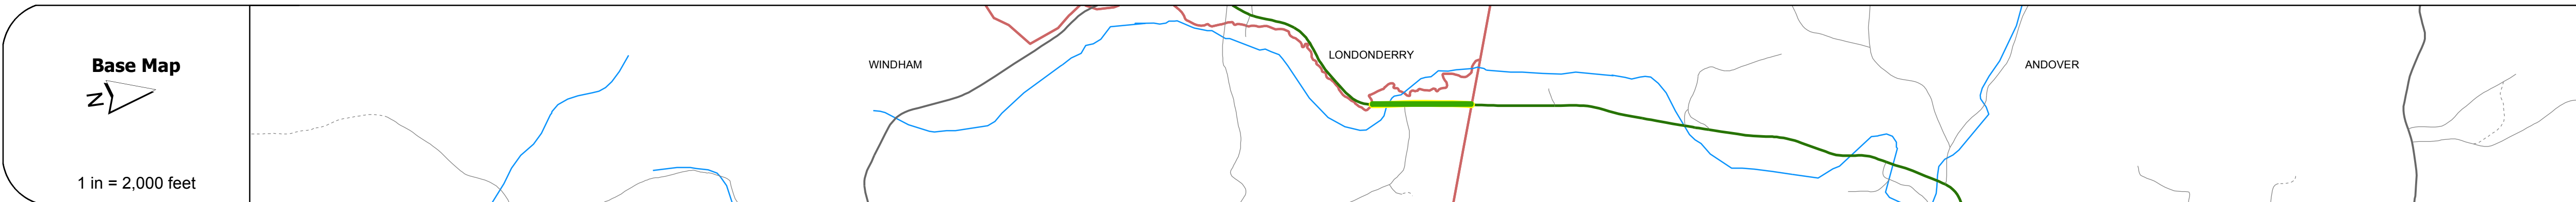 Base Map
N
1 in = 2,000 feet
WINDHAM
LONDONDERRY
ANDOVER